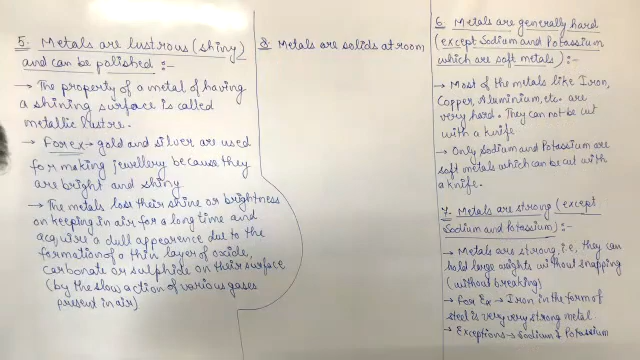 5. Metals are lustrous (shiny)
and can be polished :-
→ The property of a metal of having
a shining surface is called
metallic lustre.
→ For ex → gold and silver are used
for making jewellery because they
are bright and shiny.
→ The metals lose their shine or brightness
on keeping in air for a long time and
acquire a dull appearence due to the
formation of a thin layer of oxide,
carbonate or sulphide on their surface
(by the slow action of various gases
present in air)
8. Metals are solids at room
6. Metals are generally hard
(except Sodium and Potassium
which are soft metals) :-
→ Most of the metals like Iron,
Copper, Aluminium, etc. are
very hard. They can not be cut
with a knife.
→ Only Sodium and Potassium are
soft metals which can be cut with
a knife.
7. Metals are strong (except
Sodium and Potassium) :-
→ Metals are strong, i.e, they can
hold large weights without snapping
(without breaking)
→ For Ex → Iron in the form of
steel is very very strong metal.
→ Exceptions → Sodium & Potassium